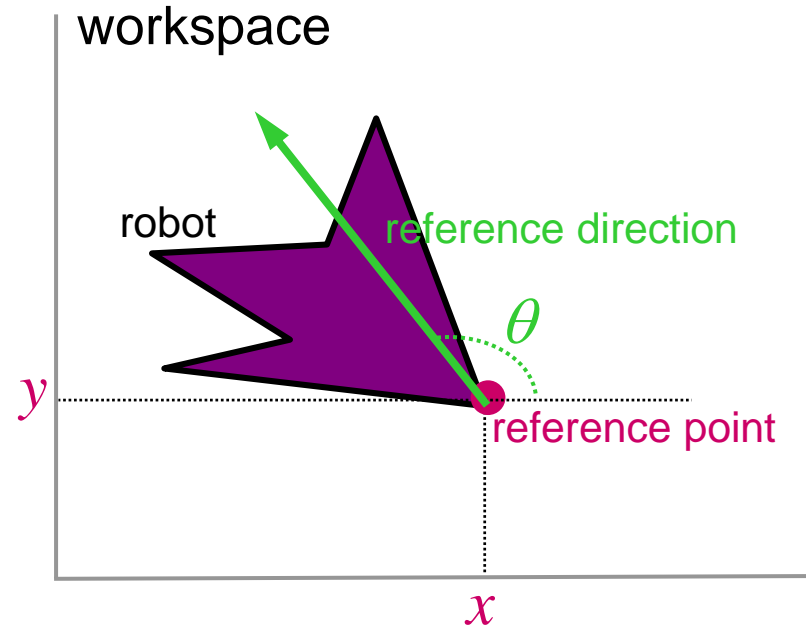 workspace
robot
reference direction
θ
y
reference point
x